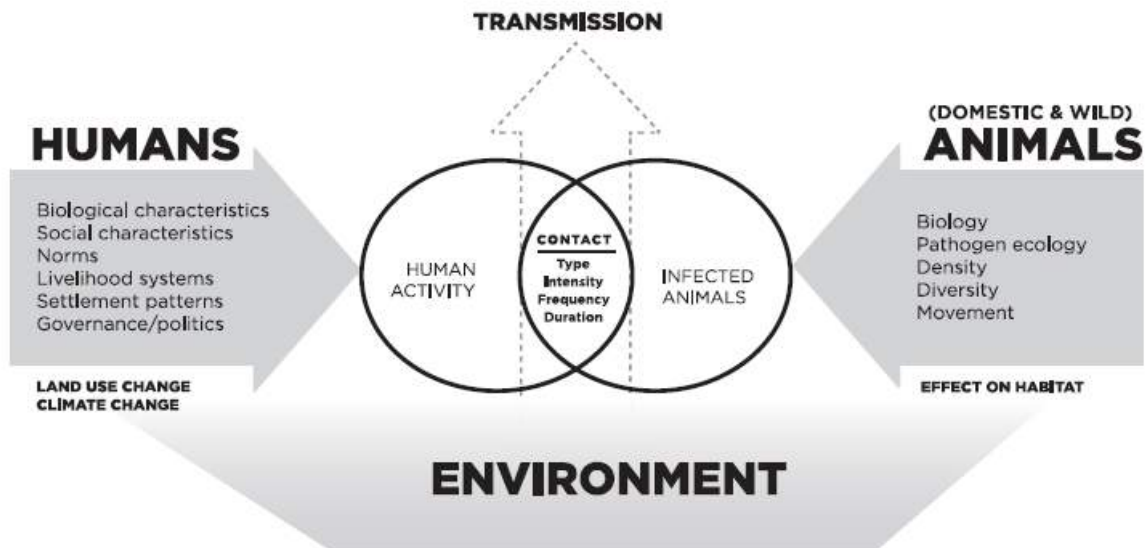 TRANSMISSION
HUMANS
Biological characteristics
Social characteristics
Norms
Livelihood systems
Settlement patterns
Governance/politics
LAND USE CHANGE
CLIMATE CHANGE
HUMAN
ACTIVITY
CONTACT
Type
Intensity
Frequency
Duration
INFECTED
ANIMALS
(DOMESTIC & WILD)
ANIMALS
Biology
Pathogen ecology
Density
Diversity
Movement
EFFECT ON HABITAT
ENVIRONMENT